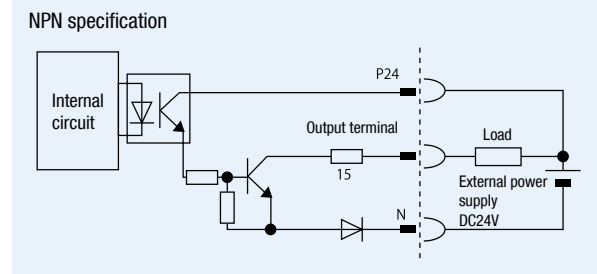 NPN specification
P24
Internal
circuit
Output terminal
Load
15
External power
supply
DC24V
N